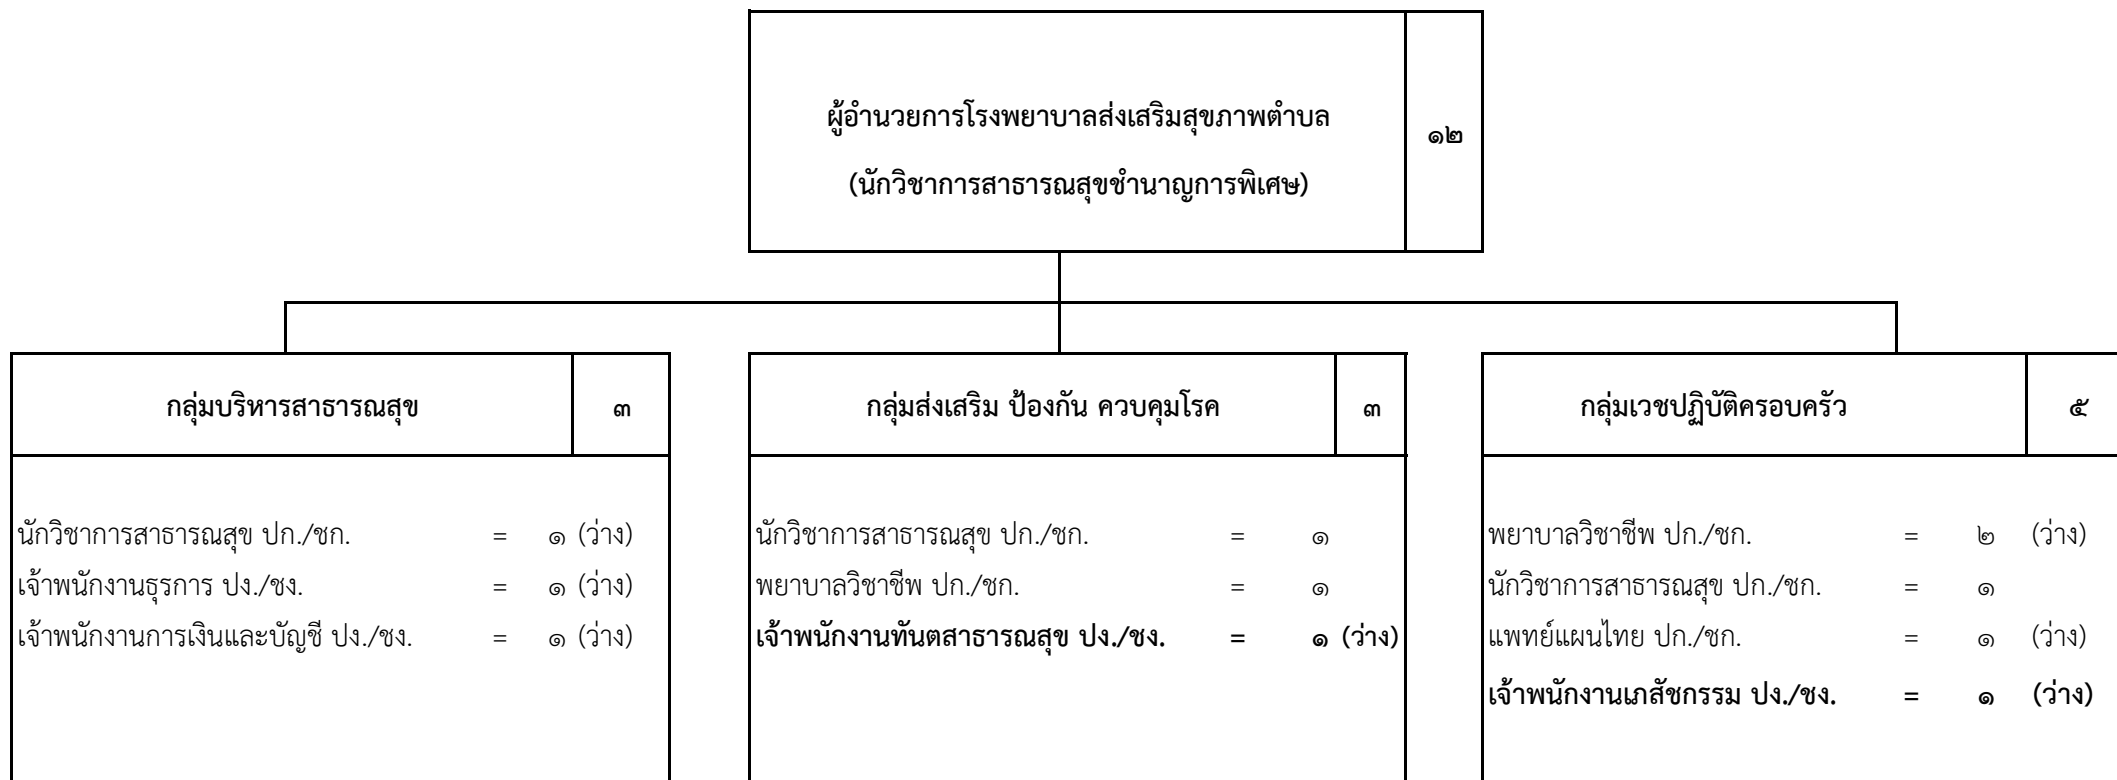 ผู้อำนวยการโรงพยาบาลส่งเสริมสุขภาพตำบล
(นักวิชาการสาธารณสุขชำนาญการพิเศษ)
๑๒
กลุ่มบริหารสาธารณสุข ๓
นักวิชาการสาธารณสุข ปก./ชก. = ๑ (ว่าง)
เจ้าพนักงานธุรการ ปง./ชง. = ๑ (ว่าง)
เจ้าพนักงานการเงินและบัญชี ปง./ชง. = ๑ (ว่าง)
กลุ่มส่งเสริม ป้องกัน ควบคุมโรค ๓
นักวิชาการสาธารณสุข ปก./ชก. = ๑
พยาบาลวิชาชีพ ปก./ชก. = ๑
เจ้าพนักงานทันตสาธารณสุข ปง./ชง. = ๑ (ว่าง)
กลุ่มเวชปฏิบัติครอบครัว ๕
พยาบาลวิชาชีพ ปก./ชก. = ๒ (ว่าง)
นักวิชาการสาธารณสุข ปก./ชก. = ๑
แพทย์แผนไทย ปก./ชก. = ๑ (ว่าง)
เจ้าพนักงานเภสัชกรรม ปง./ชง. = ๑ (ว่าง)